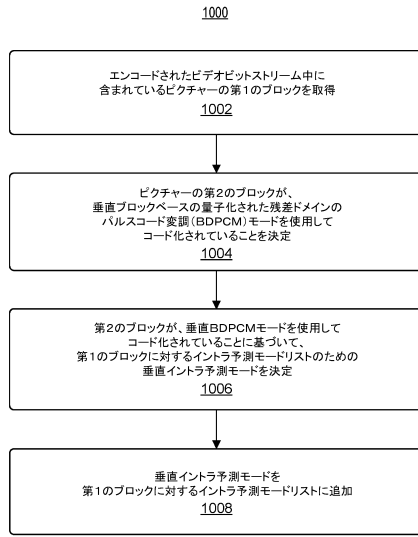 1000
エンコードされたビデオビットストリーム中に
含まれているピクチャーの第1のブロックを取得
1002
ピクチャーの第2のブロックが、
垂直ブロックベースの量子化された残差ドメインの
パルスコード変調(BDPCM)モードを使用して
コード化されていることを決定
1004
第2のブロックが、垂直BDPCMモードを使用して
コード化されていることに基づいて、
第1のブロックに対するイントラ予測モードリストのための
垂直イントラ予測モードを決定
1006
垂直イントラ予測モードを
第1のブロックに対するイントラ予測モードリストに追加
1008